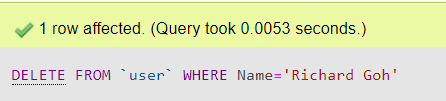 1 row affected. (Query took 0.0053 seconds.)
DELETE FROM `user` WHERE Name='Richard Goh'